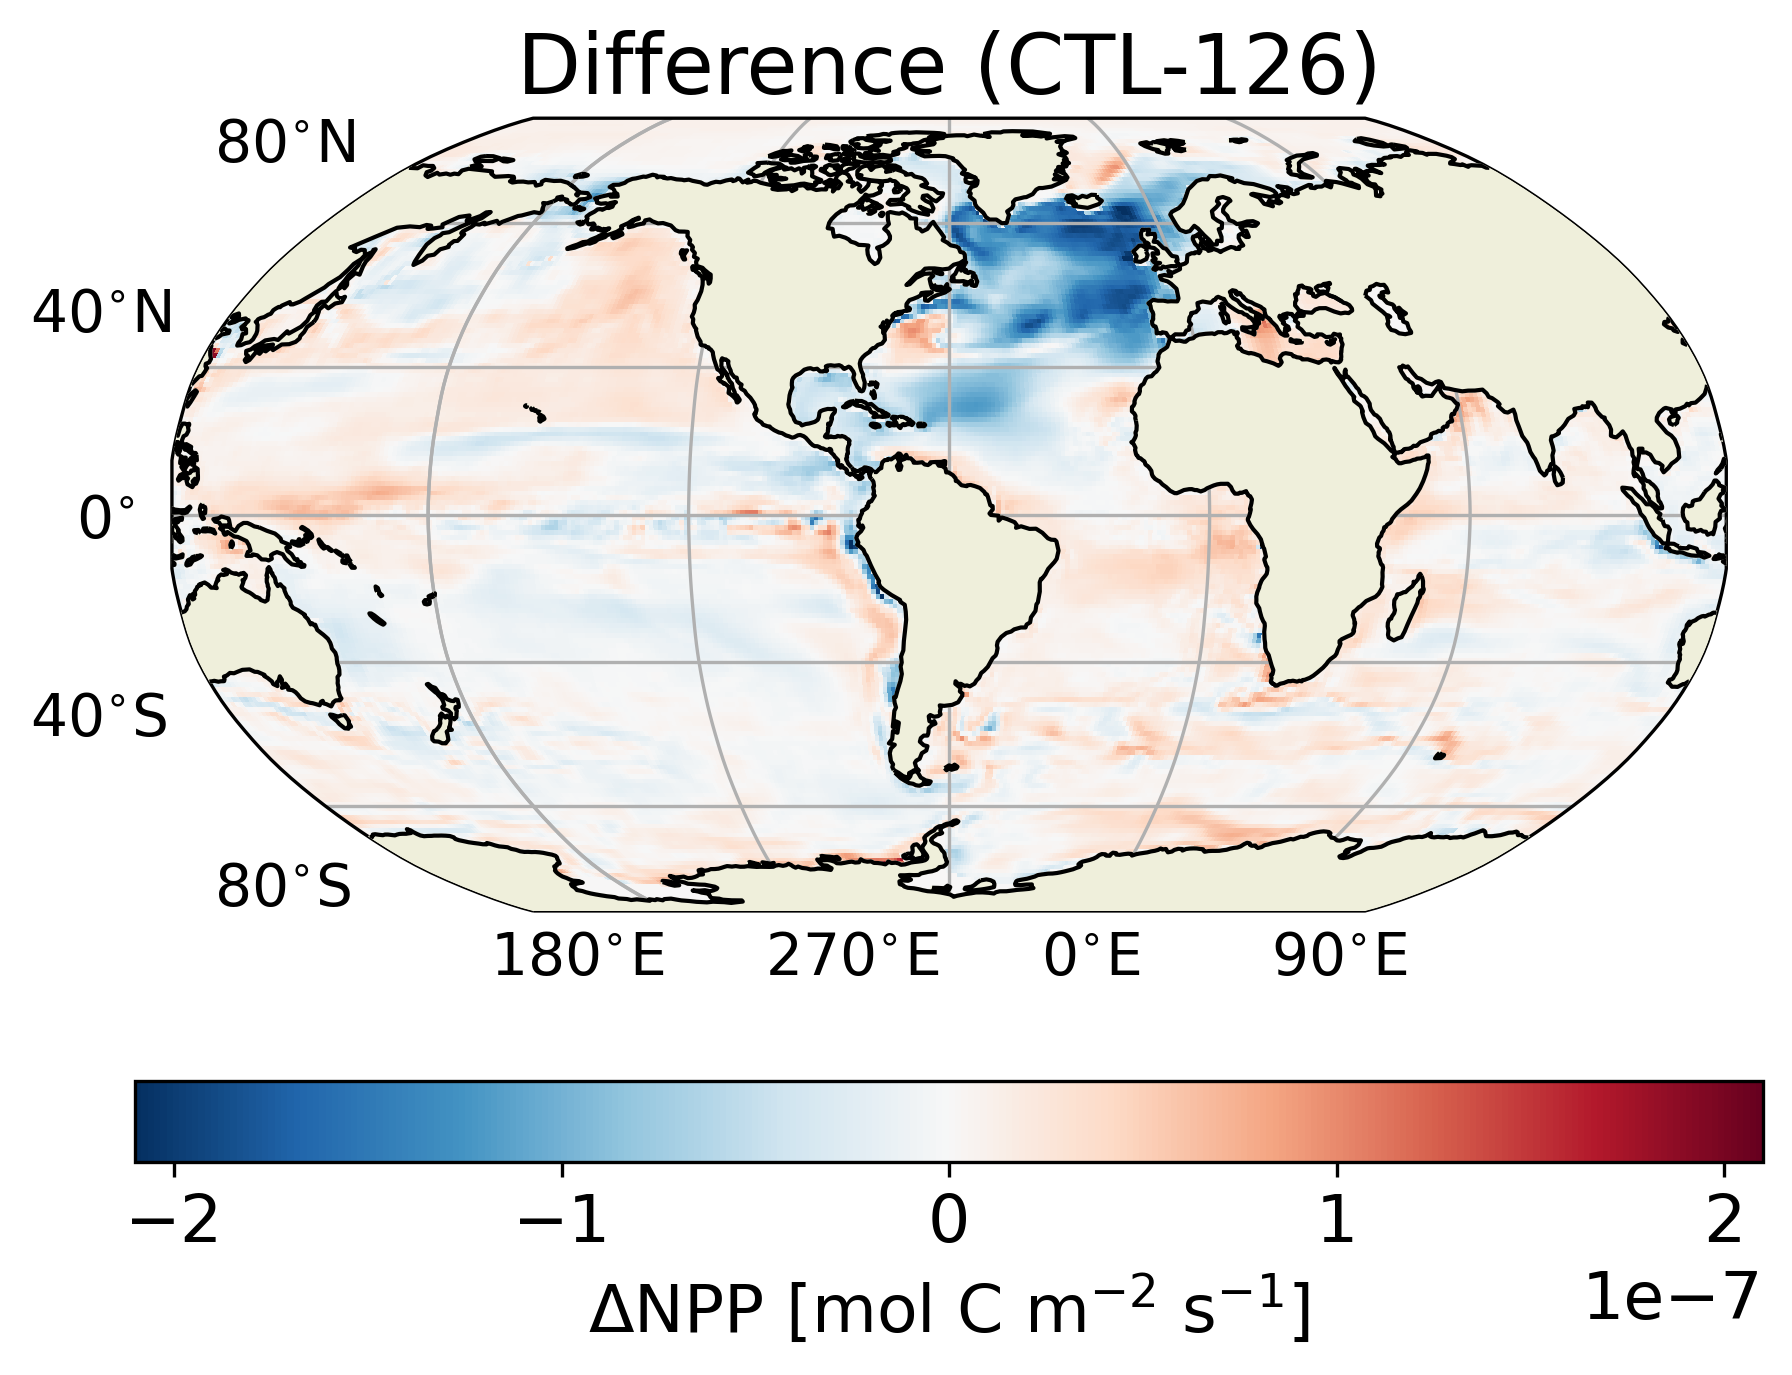 Difference (CTL-126)
80°N
40°N
0°
40°S
80°S
180°E 270°E 0°E 90°E
−2 −1 0 1 2
1e−7
ΔNPP [mol C m⁻² s⁻¹]